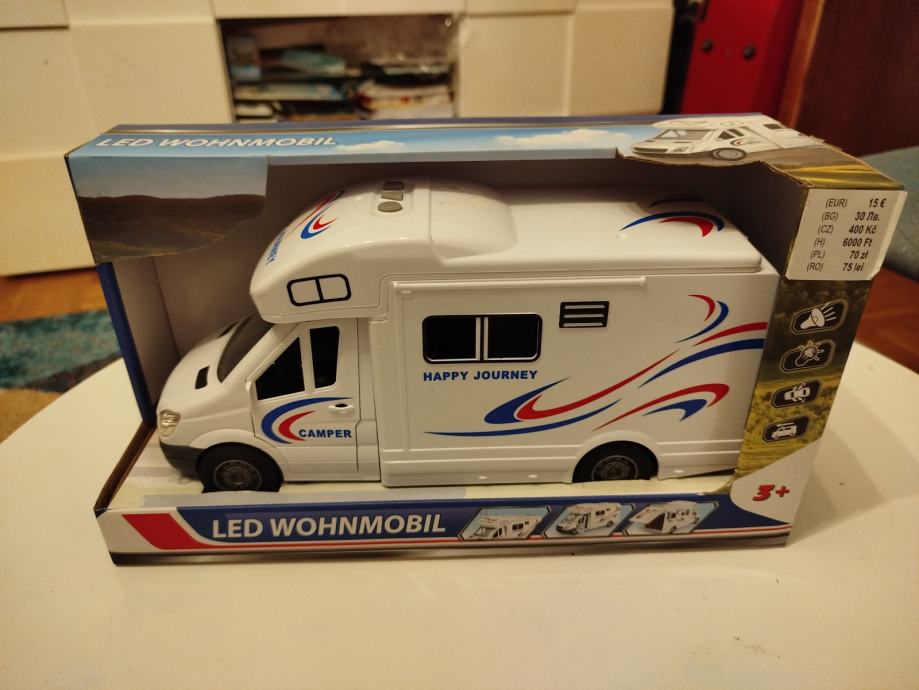 LED WOHNMOBIL
(EUR) 15 €
(BG) 30 Лв.
(CZ) 400 Kč
(H) 6000 Ft
(PL) 70 zł
(RO) 75 lei
HAPPY JOURNEY
CAMPER
3+
LED WOHNMOBIL